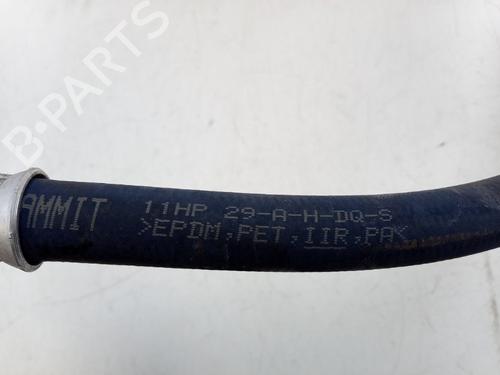 B-PARTS
AMMIT 11HP 29-A-H-DQ-S
>EPDM,PET,IIR,PA<